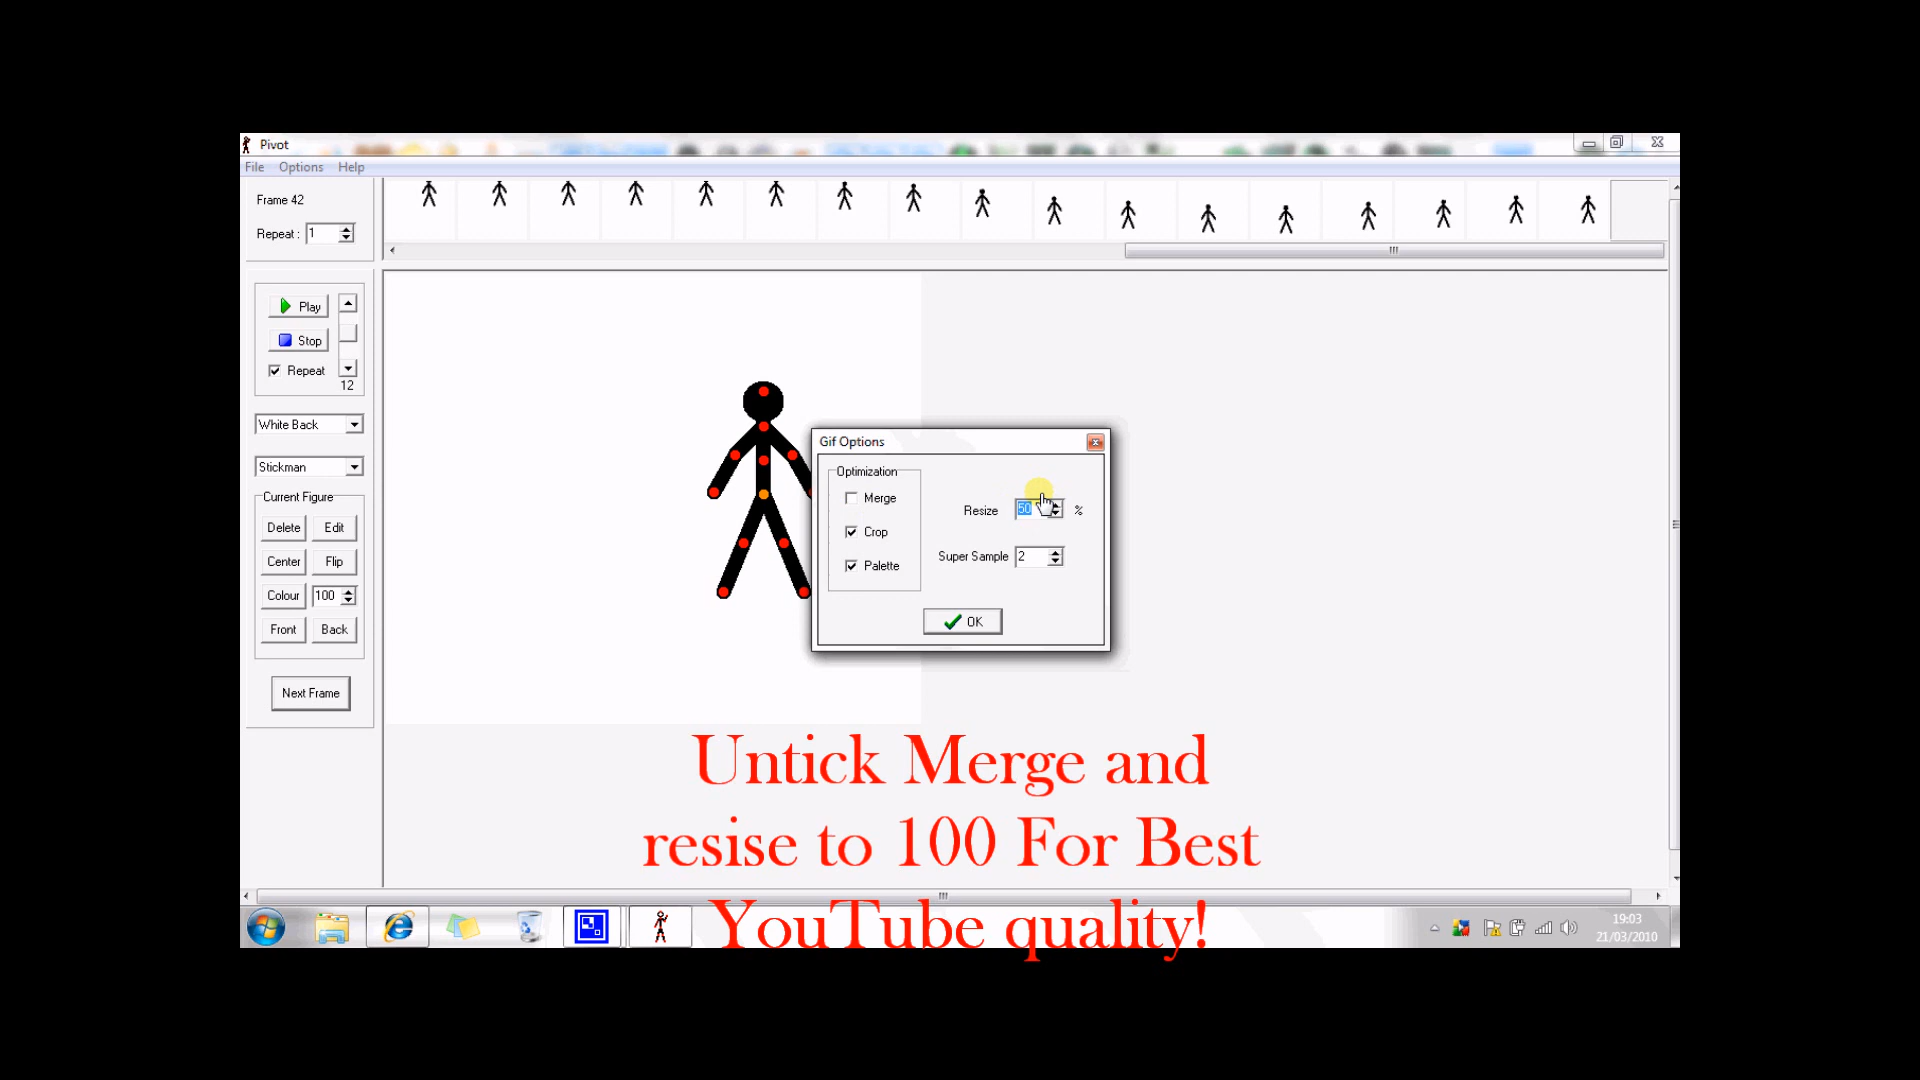 Pivot
File Options Help
Frame 42
Repeat : 1
Play
Stop
Repeat
12
White Back
Stickman
Current Figure
Delete Edit
Center Flip
Colour 100
Front Back
Next Frame
Gif Options
Optimization
Merge
Crop
Palette
Resize 50 %
Super Sample 2
OK
Untick Merge and
resise to 100 For Best
YouTube quality!
19:03
21/03/2010